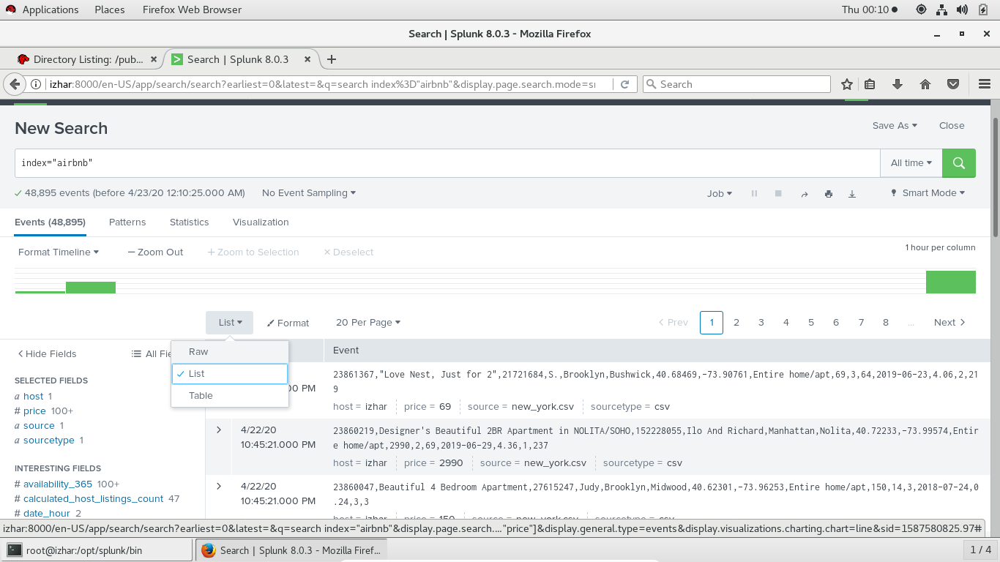 Applications Places Firefox Web Browser Thu 00:10
Search | Splunk 8.0.3 - Mozilla Firefox
Directory Listing: /pub... Search | Splunk 8.0.3
izhar:8000/en-US/app/search/search?earliest=0&latest=&q=search index%3D"airbnb"&display.page.search.mode=sm Search
New Search Save As Close
index="airbnb" All time
48,895 events (before 4/23/20 12:10:25.000 AM) No Event Sampling Job Smart Mode
Events (48,895) Patterns Statistics Visualization
Format Timeline — Zoom Out + Zoom to Selection × Deselect 1 hour per column
List Format 20 Per Page Prev 1 2 3 4 5 6 7 8 ... Next
Raw
List
Table
Hide Fields All Fie
SELECTED FIELDS
a host 1
# price 100+
a source 1
a sourcetype 1
INTERESTING FIELDS
# availability_365 100+
# calculated_host_listings_count 47
# date_hour 2
Event
00 PM 23861367,"Love Nest, Just for 2",21721684,S.,Brooklyn,Bushwick,40.68469,-73.90761,Entire home/apt,69,3,64,2019-06-23,4.06,2,21
9
host = izhar price = 69 source = new_york.csv sourcetype = csv
4/22/20 23860219,Designer's Beautiful 2BR Apartment in NOLITA/SOHO,152228055,Ilo And Richard,Manhattan,Nolita,40.72233,-73.99574,Entir
10:45:21.000 PM e home/apt,2990,2,69,2019-06-29,4.36,1,237
host = izhar price = 2990 source = new_york.csv sourcetype = csv
4/22/20 23860047,Beautiful 4 Bedroom Apartment,27615247,Judy,Brooklyn,Midwood,40.62301,-73.96253,Entire home/apt,150,14,3,2018-07-24,0
10:45:21.000 PM .24,3,3
host = izhar price = 150 source = new_york.csv sourcetype = csv
izhar:8000/en-US/app/search/search?earliest=0&latest=&q=search index="airbnb"&display.page.search...."price"]&display.general.type=events&display.visualizations.charting.chart=line&sid=1587580825.97#
root@izhar:/opt/splunk/bin Search | Splunk 8.0.3 - Mozilla Firef... 1 / 4